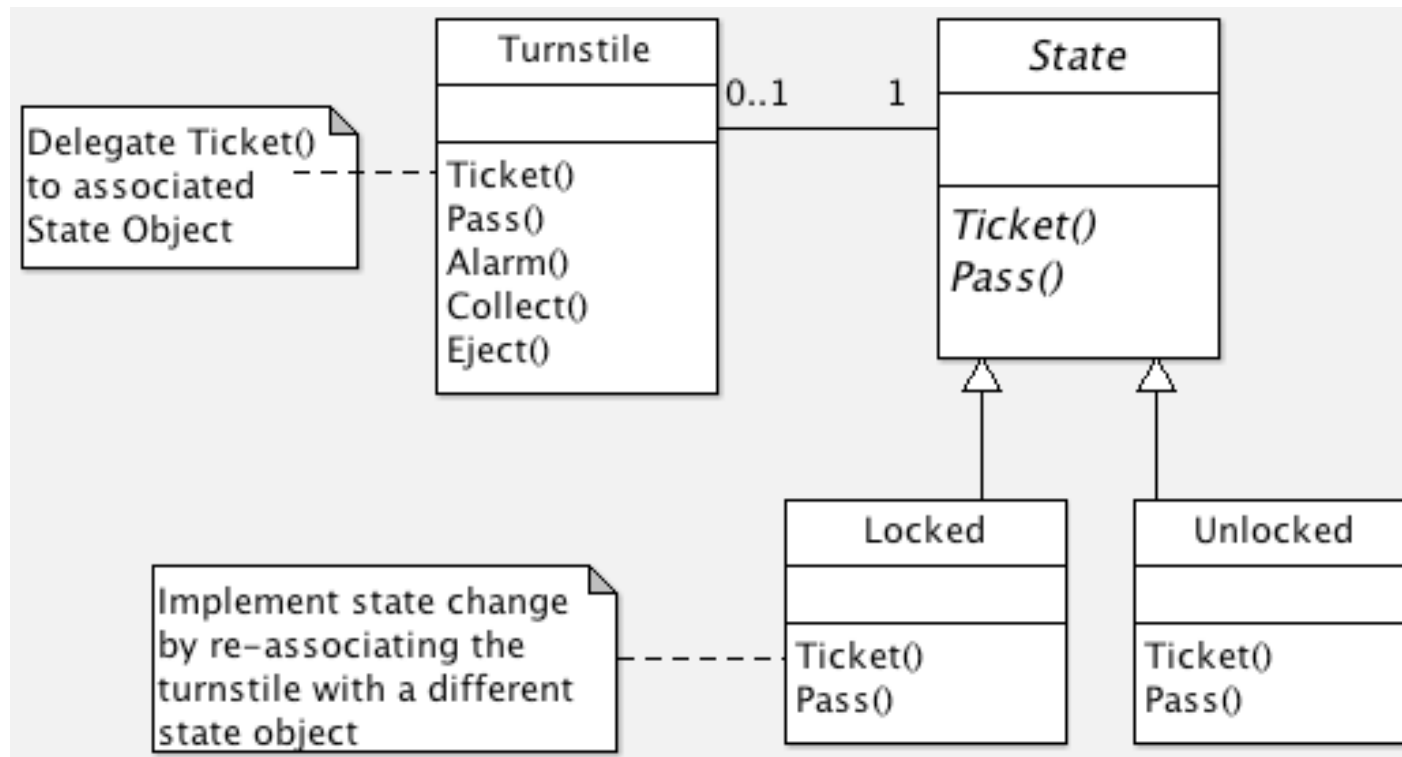 Turnstile
Ticket()
Pass()
Alarm()
Collect()
Eject()
0..1
1
State
Ticket()
Pass()
Delegate Ticket()
to associated
State Object
Locked
Ticket()
Pass()
Unlocked
Ticket()
Pass()
Implement state change
by re-associating the
turnstile with a different
state object